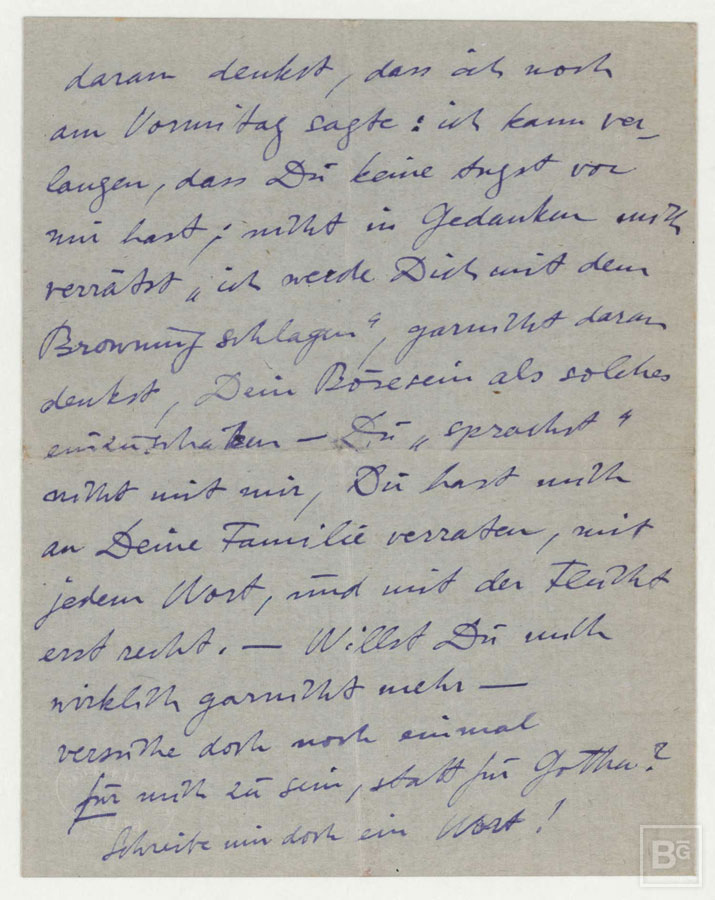 daran denkst, dass ich noch
am Vormitag sagte: ich kann ver-
langen, dass Du keine Angst vor
mir hast; nicht in Gedanken mich
verrätst „ich werde Dich mit dem
Browning schlagen“, garnicht daran
denkst, Dein Bösesein als solches
einzuschalten — Du „sprachst“
nicht mit mir, Du hast mich
an Deine Familie verraten, mit
jedem Wort, und mit der Flucht
erst recht. — Willst Du mich
wirklich garnicht mehr —
versuche doch noch einmal
für mich zu sein, statt für Gotha?
Schreibe mir doch ein Wort!
BG